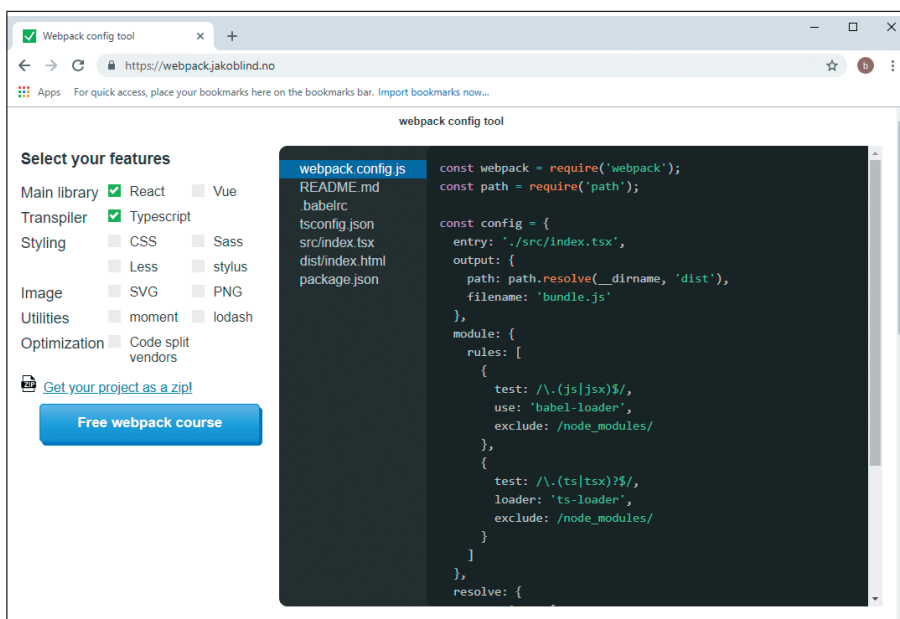 Webpack config tool
https://webpack.jakoblind.no
b
Apps For quick access, place your bookmarks here on the bookmarks bar. Import bookmarks now...
webpack config tool
Select your features
Main library React Vue
Transpiler Typescript
Styling CSS Sass
Less stylus
Image SVG PNG
Utilities moment lodash
Optimization Code split
vendors
ZIP Get your project as a zip!
Free webpack course
webpack.config.js
README.md
.babelrc
tsconfig.json
src/index.tsx
dist/index.html
package.json
const webpack = require('webpack');
const path = require('path');
const config = {
entry: './src/index.tsx',
output: {
path: path.resolve(__dirname, 'dist'),
filename: 'bundle.js'
},
module: {
rules: [
{
test: /\.(js|jsx)$/,
use: 'babel-loader',
exclude: /node_modules/
},
{
test: /\.(ts|tsx)?$/,
loader: 'ts-loader',
exclude: /node_modules/
}
]
},
resolve: {